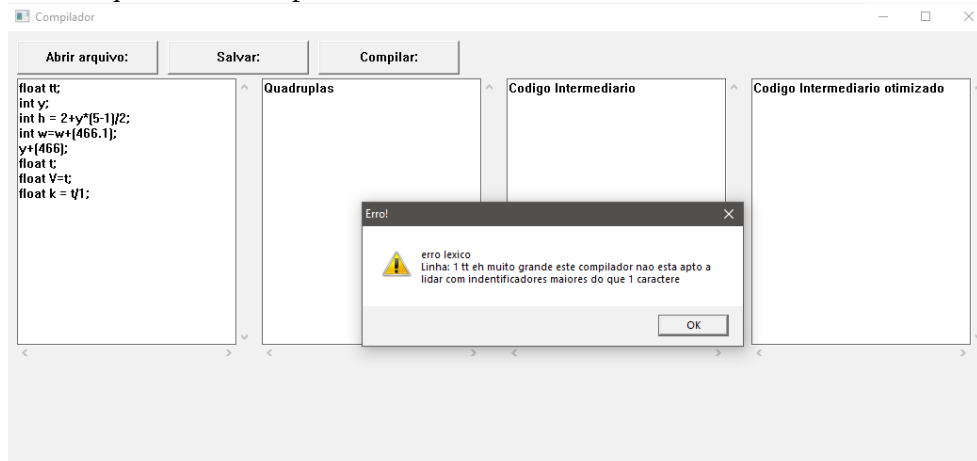 Compilador
Abrir arquivo: Salvar: Compilar:
float tt;
int y;
int h = 2+y*(5-1)/2;
int w=w+(466.1);
y+(466);
float t;
float V=t;
float k = t/1;
Quadruplas
Codigo Intermediario
Codigo Intermediario otimizado
Erro!
erro lexico
Linha: 1 tt eh muito grande este compilador nao esta apto a
lidar com indentificadores maiores do que 1 caractere
OK